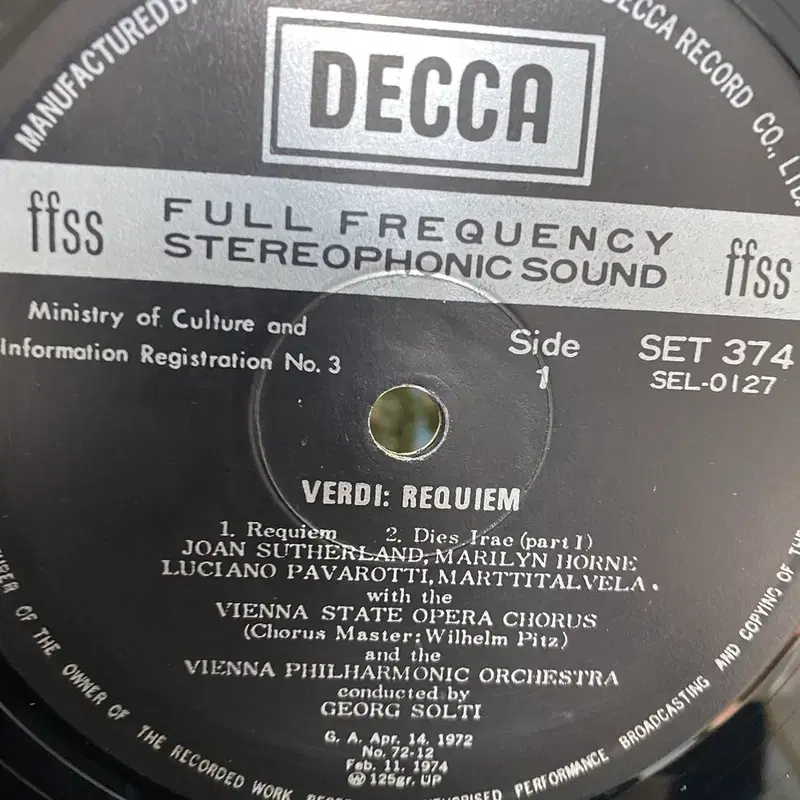 MANUFACTURED BY
DECCA RECORD CO., LTD.
DECCA
ffss
FULL FREQUENCY
STEREOPHONIC SOUND
ffss
Ministry of Culture and
Information Registration No. 3
Side
1
SET 374
SEL-0127
VERDI: REQUIEM
1. Requiem 2. Dies Irae (part I)
JOAN SUTHERLAND, MARILYN HORNE
LUCIANO PAVAROTTI, MARTTITALVELA.
with the
VIENNA STATE OPERA CHORUS
(Chorus Master: Wilhelm Pitz)
and the
VIENNA PHILHARMONIC ORCHESTRA
conducted by
GEORG SOLTI
G. A. Apr. 14, 1972
No. 72-12
Feb. 11. 1974
Ⓦ 125gr. UP
OF THE OWNER OF THE RECORDED WORK
PERFORMANCE BROADCASTING AND COPYING OF THE